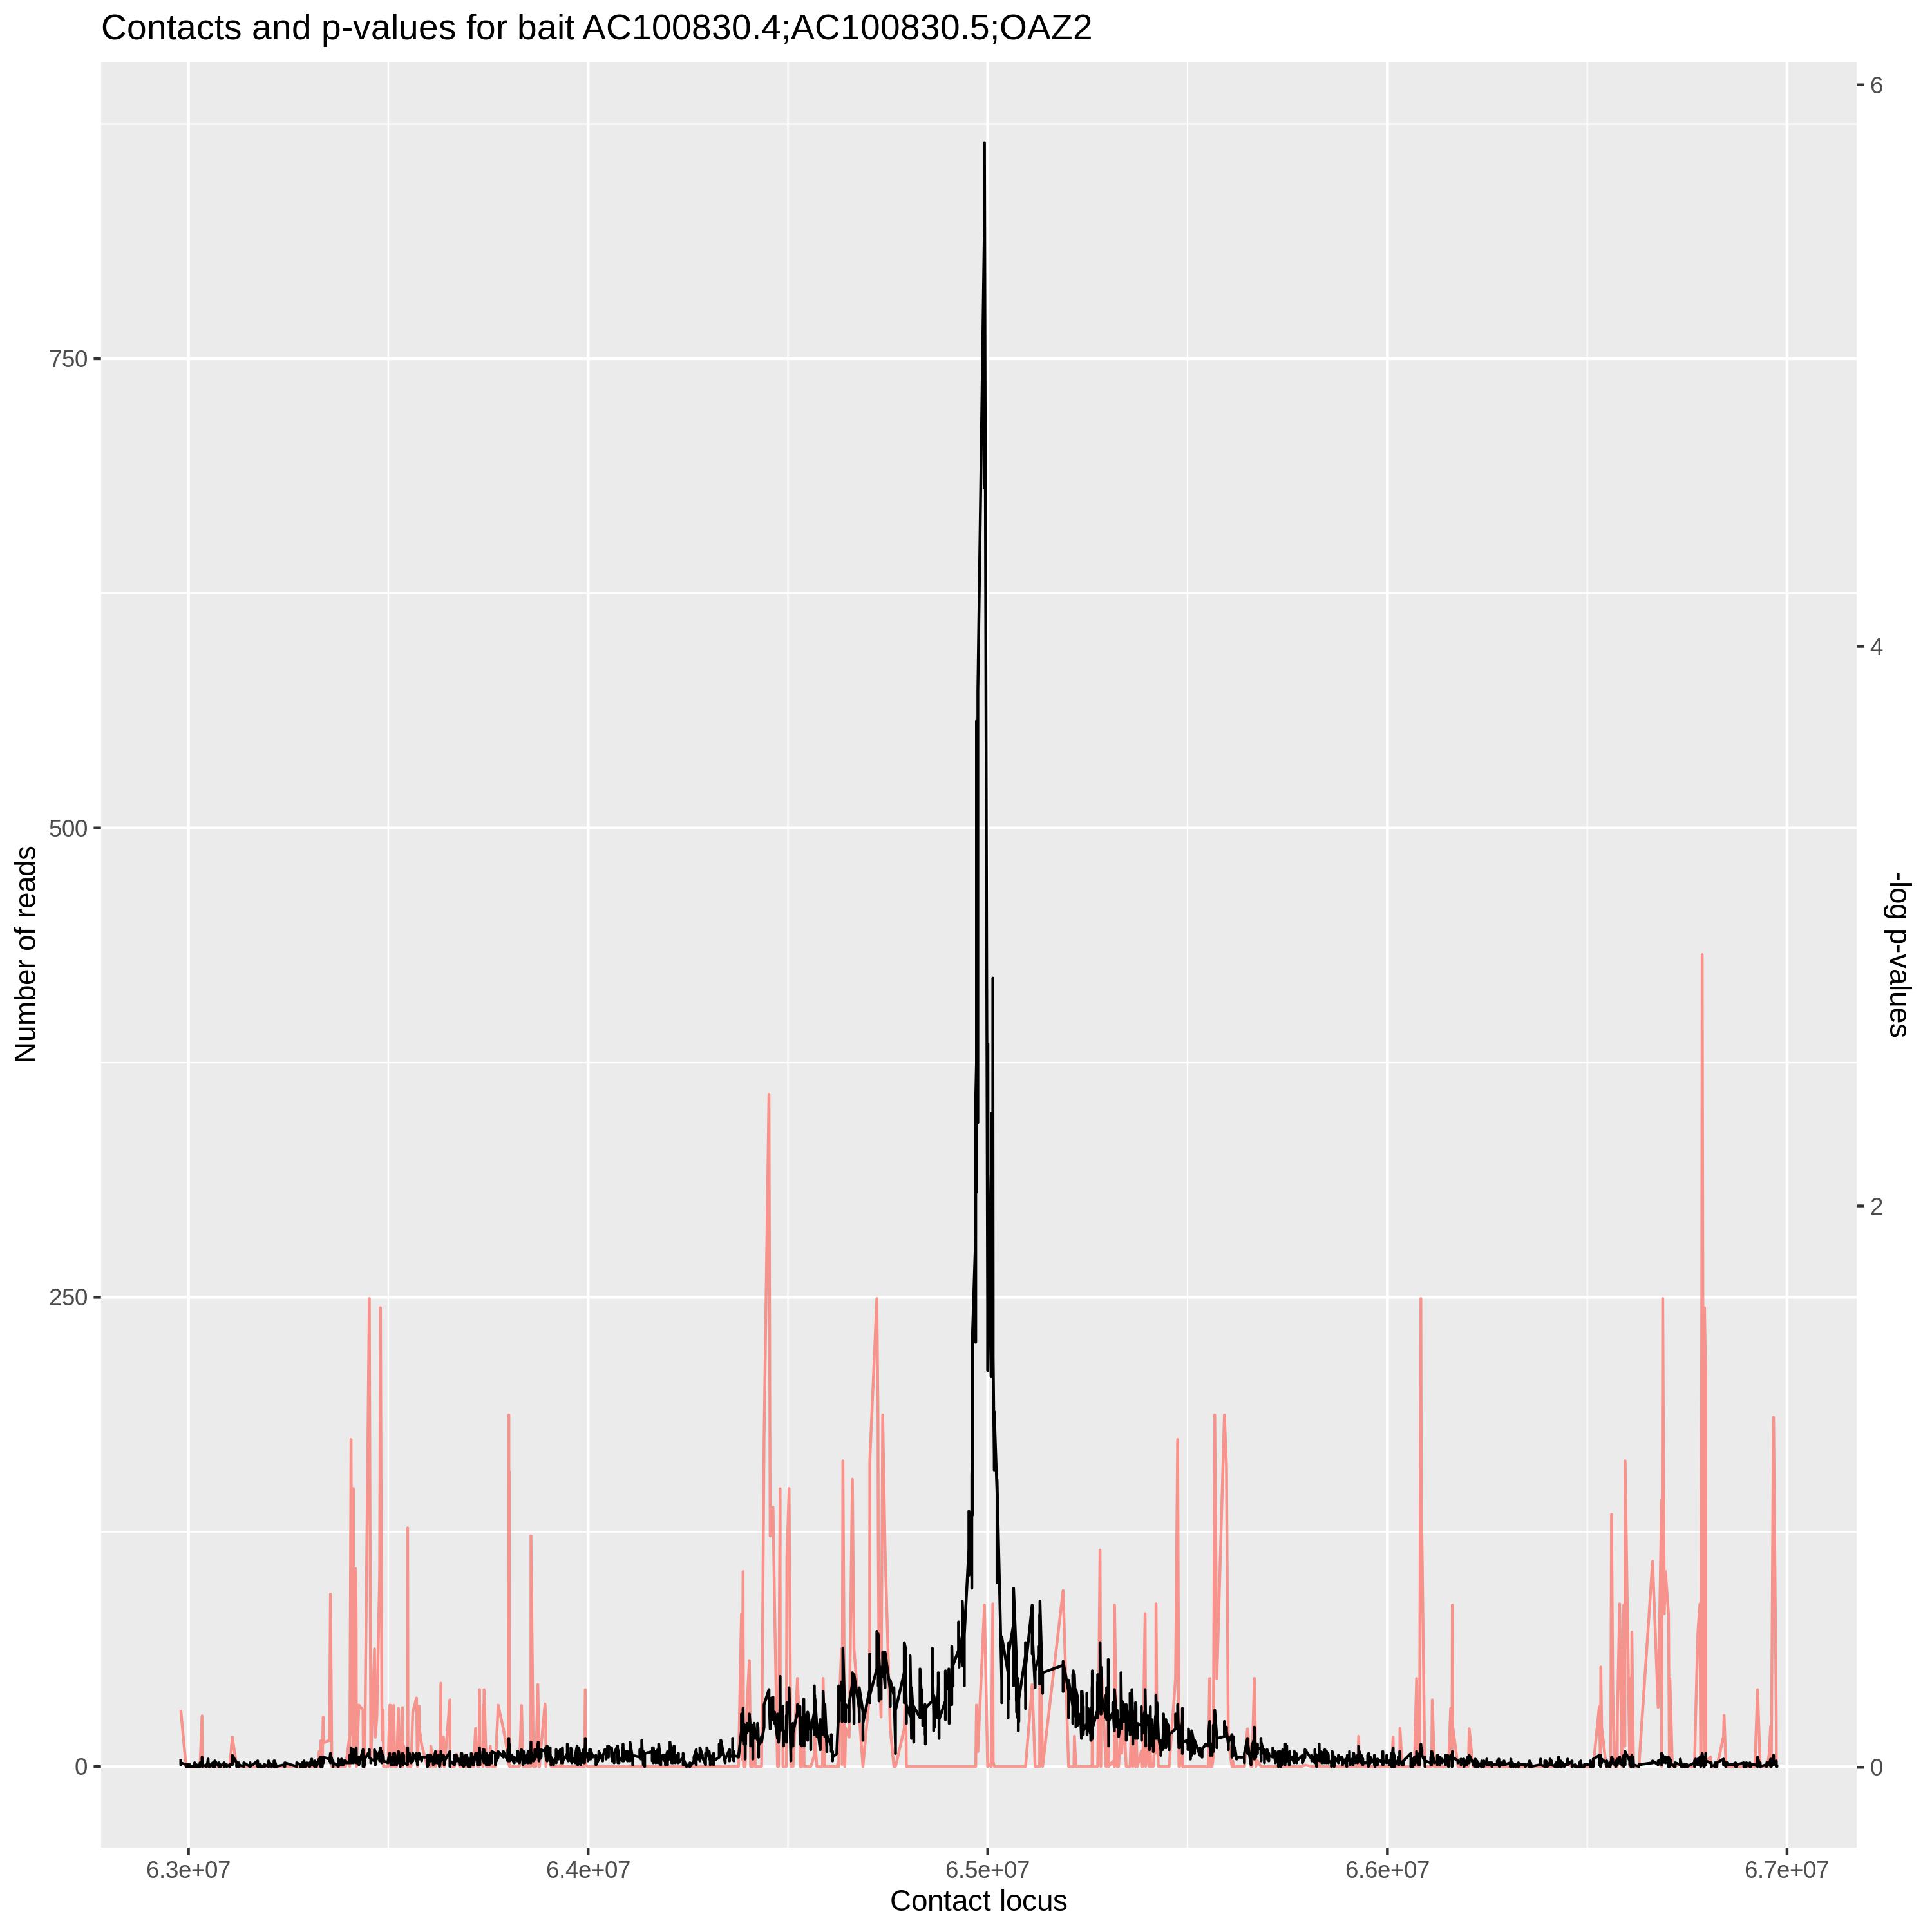 Contacts and p-values for bait AC100830.4;AC100830.5;OAZ2
6
750
4
500
Number of reads
-log p-values
2
250
0
0
6.3e+07
6.4e+07
6.5e+07
6.6e+07
6.7e+07
Contact locus